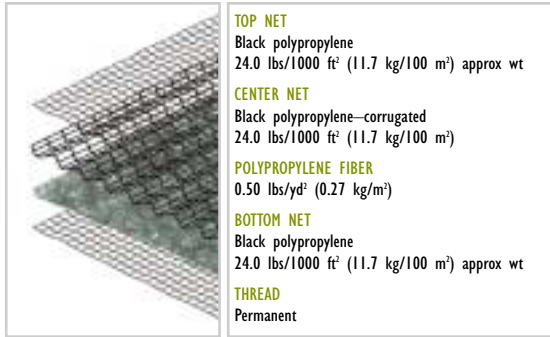 TOP NET
Black polypropylene
24.0 lbs/1000 ft² (11.7 kg/100 m²) approx wt
CENTER NET
Black polypropylene–corrugated
24.0 lbs/1000 ft² (11.7 kg/100 m²)
POLYPROPYLENE FIBER
0.50 lbs/yd² (0.27 kg/m²)
BOTTOM NET
Black polypropylene
24.0 lbs/1000 ft² (11.7 kg/100 m²) approx wt
THREAD
Permanent